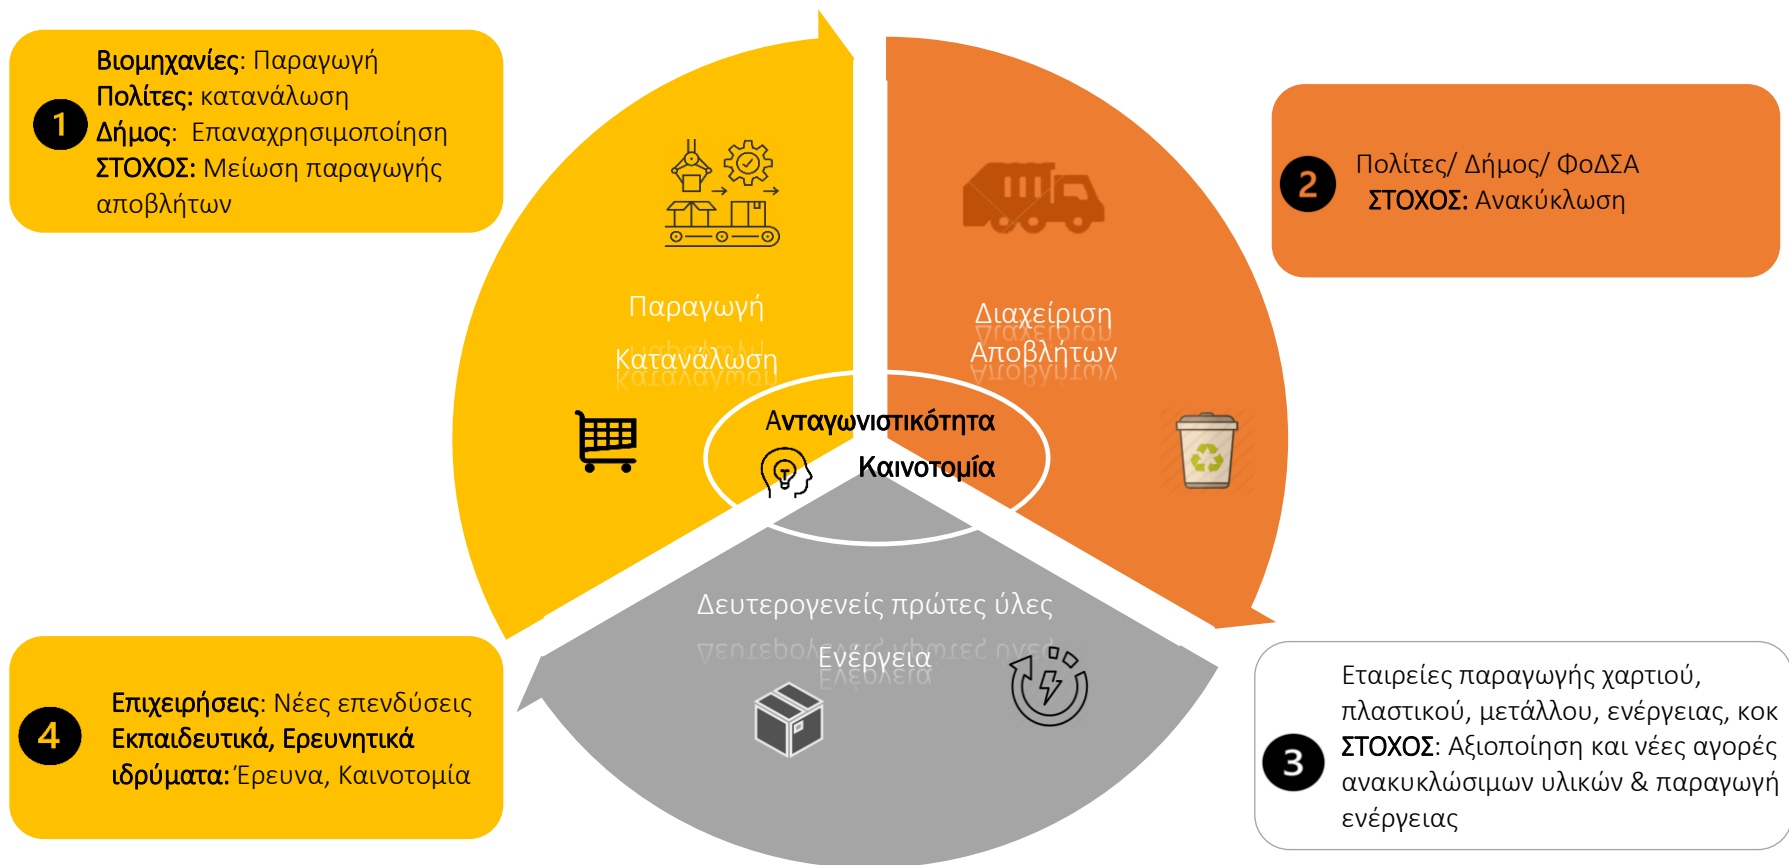 1
Βιομηχανίες: Παραγωγή
Πολίτες: κατανάλωση
Δήμος: Επαναχρησιμοποίηση
ΣΤΟΧΟΣ: Μείωση παραγωγής
αποβλήτων
2
Πολίτες/ Δήμος/ ΦοΔΣΑ
ΣΤΟΧΟΣ: Ανακύκλωση
Παραγωγή
Κατανάλωση
Διαχείριση
Αποβλήτων
Ανταγωνιστικότητα
Καινοτομία
Δευτερογενείς πρώτες ύλες
Ενέργεια
4
Επιχειρήσεις: Νέες επενδύσεις
Εκπαιδευτικά, Ερευνητικά
ιδρύματα: Έρευνα, Καινοτομία
3
Εταιρείες παραγωγής χαρτιού,
πλαστικού, μετάλλου, ενέργειας, κοκ
ΣΤΟΧΟΣ: Αξιοποίηση και νέες αγορές
ανακυκλώσιμων υλικών & παραγωγή
ενέργειας